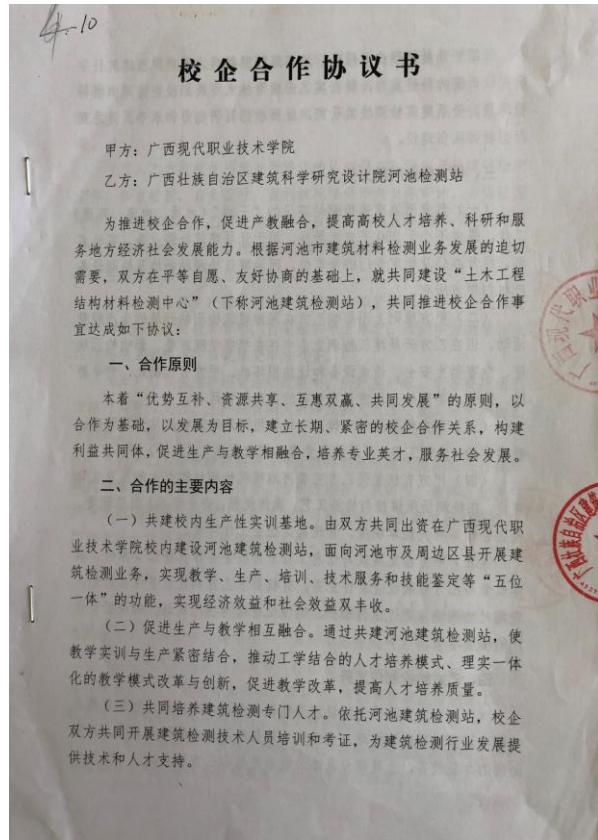 4.10
校企合作协议书
甲方：广西现代职业技术学院
乙方：广西壮族自治区建筑科学研究设计院河池检测站
为推进校企合作，促进产教融合，提高高校人才培养、科研和服
务地方经济社会发展能力。根据河池市建筑材料检测业务发展的迫切
需要，双方在平等自愿、友好协商的基础上，就共同建设“土木工程
结构材料检测中心”（下称河池建筑检测站），共同推进校企合作事
宜达成如下协议：
一、合作原则
本着“优势互补、资源共享、互惠双赢、共同发展”的原则，以
合作为基础，以发展为目标，建立长期、紧密的校企合作关系，构建
利益共同体，促进生产与教学相融合，培养专业英才，服务社会发展。
二、合作的主要内容
（一）共建校内生产性实训基地。由双方共同出资在广西现代职
业技术学院校内建设河池建筑检测站，面向河池市及周边区县开展建
筑检测业务，实现教学、生产、培训、技术服务和技能鉴定等“五位
一体”的功能，实现经济效益和社会效益双丰收。
（二）促进生产与教学相互融合。通过共建河池建筑检测站，使
教学实训与生产紧密结合，推动工学结合的人才培养模式、理实一体
化的教学模式改革与创新，促进教学改革，提高人才培养质量。
（三）共同培养建筑检测专门人才。依托河池建筑检测站，校企
双方共同开展建筑检测技术人员培训和考证，为建筑检测行业发展提
供技术和人才支持。
广西现代职业
广西壮族自治区建筑